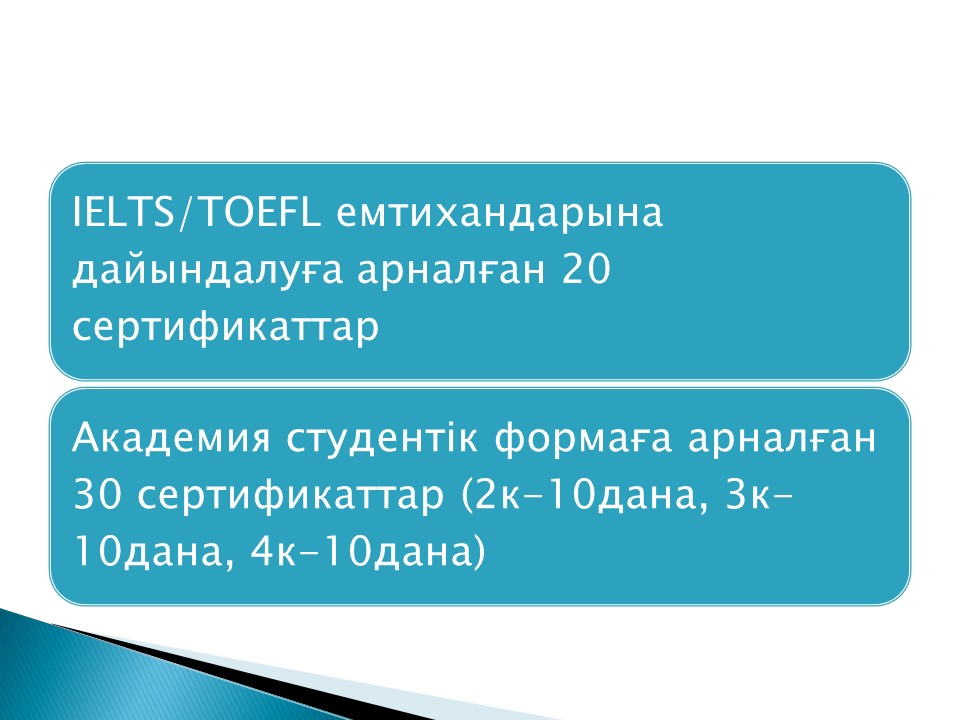 IELTS/TOEFL емтихандарына
дайындалуға арналған 20
сертификаттар
Академия студентік формаға арналған
30 сертификаттар (2к-10дана, 3к-
10дана, 4к-10дана)